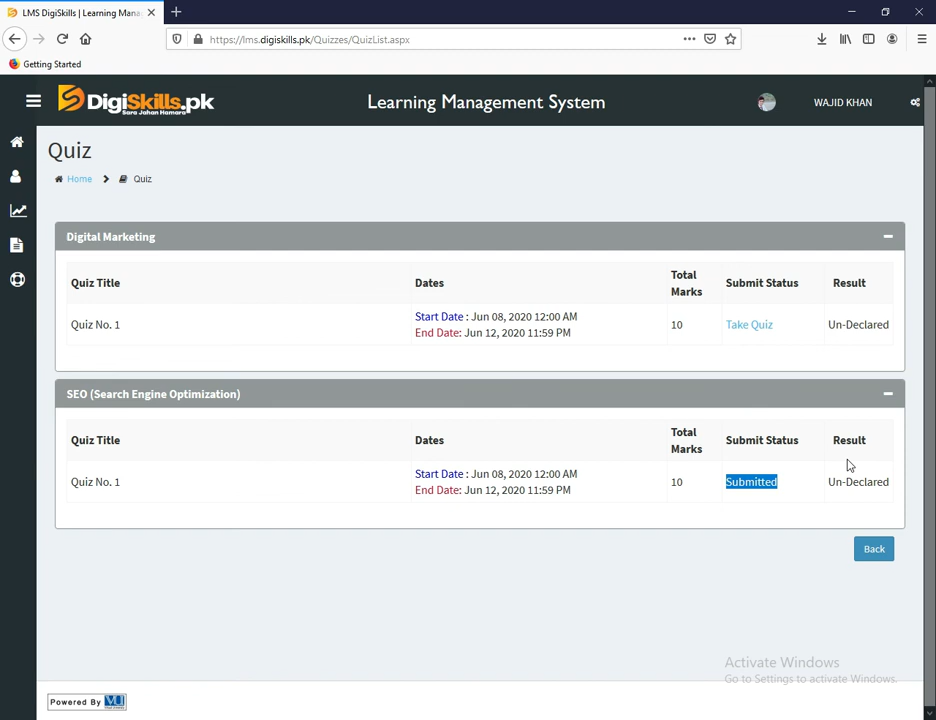 LMS DigiSkills | Learning Mana
https://lms.digiskills.pk/Quizzes/QuizList.aspx
Getting Started
DigiSkills.pk
Sara Jahan Hamara
Learning Management System
WAJID KHAN
Quiz
Home
Quiz
Digital Marketing
Quiz Title
Dates
Total Marks
Submit Status
Result
Quiz No. 1
Start Date : Jun 08, 2020 12:00 AM
End Date: Jun 12, 2020 11:59 PM
10
Take Quiz
Un-Declared
SEO (Search Engine Optimization)
Quiz Title
Dates
Total Marks
Submit Status
Result
Quiz No. 1
Start Date : Jun 08, 2020 12:00 AM
End Date: Jun 12, 2020 11:59 PM
10
Submitted
Un-Declared
Back
Activate Windows
Go to Settings to activate Windows.
Powered By VU